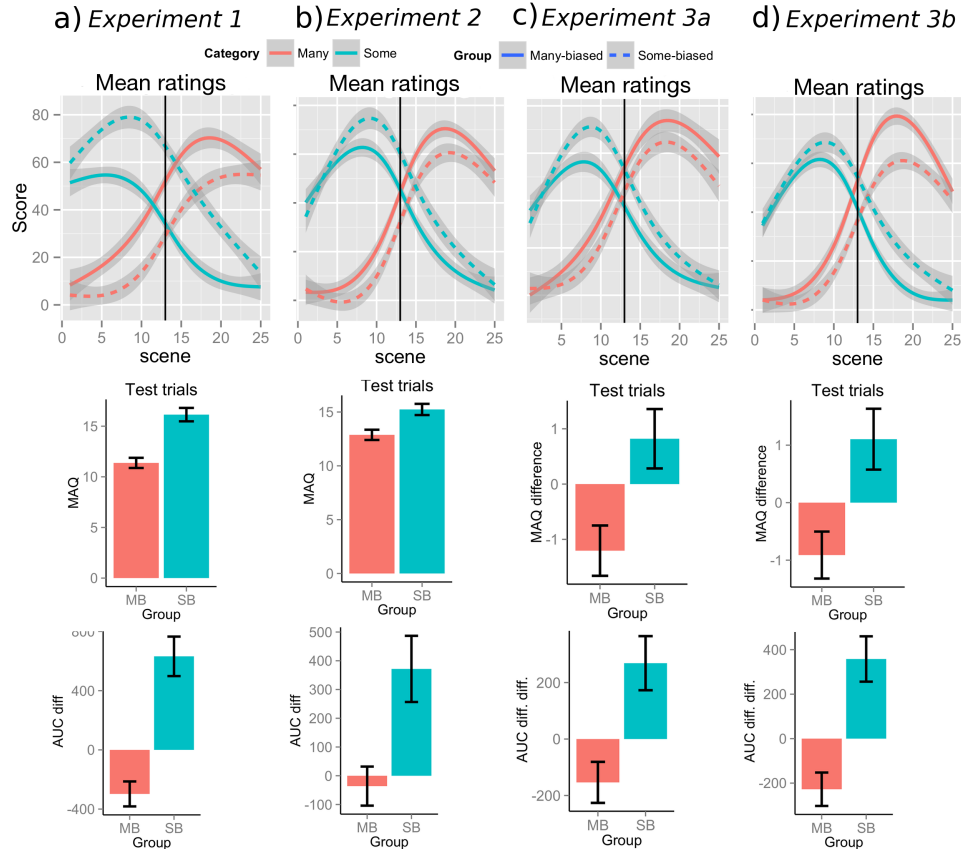 a) Experiment 1
b) Experiment 2
c) Experiment 3a
d) Experiment 3b
Category Many Some
Group Many-biased Some-biased
Mean ratings
Mean ratings
Mean ratings
Mean ratings
Score
80
60
40
20
0
0 5 10 15 20 25
scene
0 5 10 15 20 25
scene
5 10 15 20 25
scene
0 5 10 15 20 25
scene
Test trials
MAQ
15
10
15
0
MB SB
Group
Test trials
MAQ
15
10
15
0
MB SB
Group
Test trials
MAQ difference
1
0
-1
MB SB
Group
Test trials
MAQ difference
1
0
-1
MB SB
Group
AUC diff
800
400
0
-400
MB SB
Group
AUC diff
500
400
300
200
100
0
-100
MB SB
Group
AUC diff. diff.
200
0
-200
MB SB
Group
AUC diff. diff.
400
200
0
-200
MB SB
Group